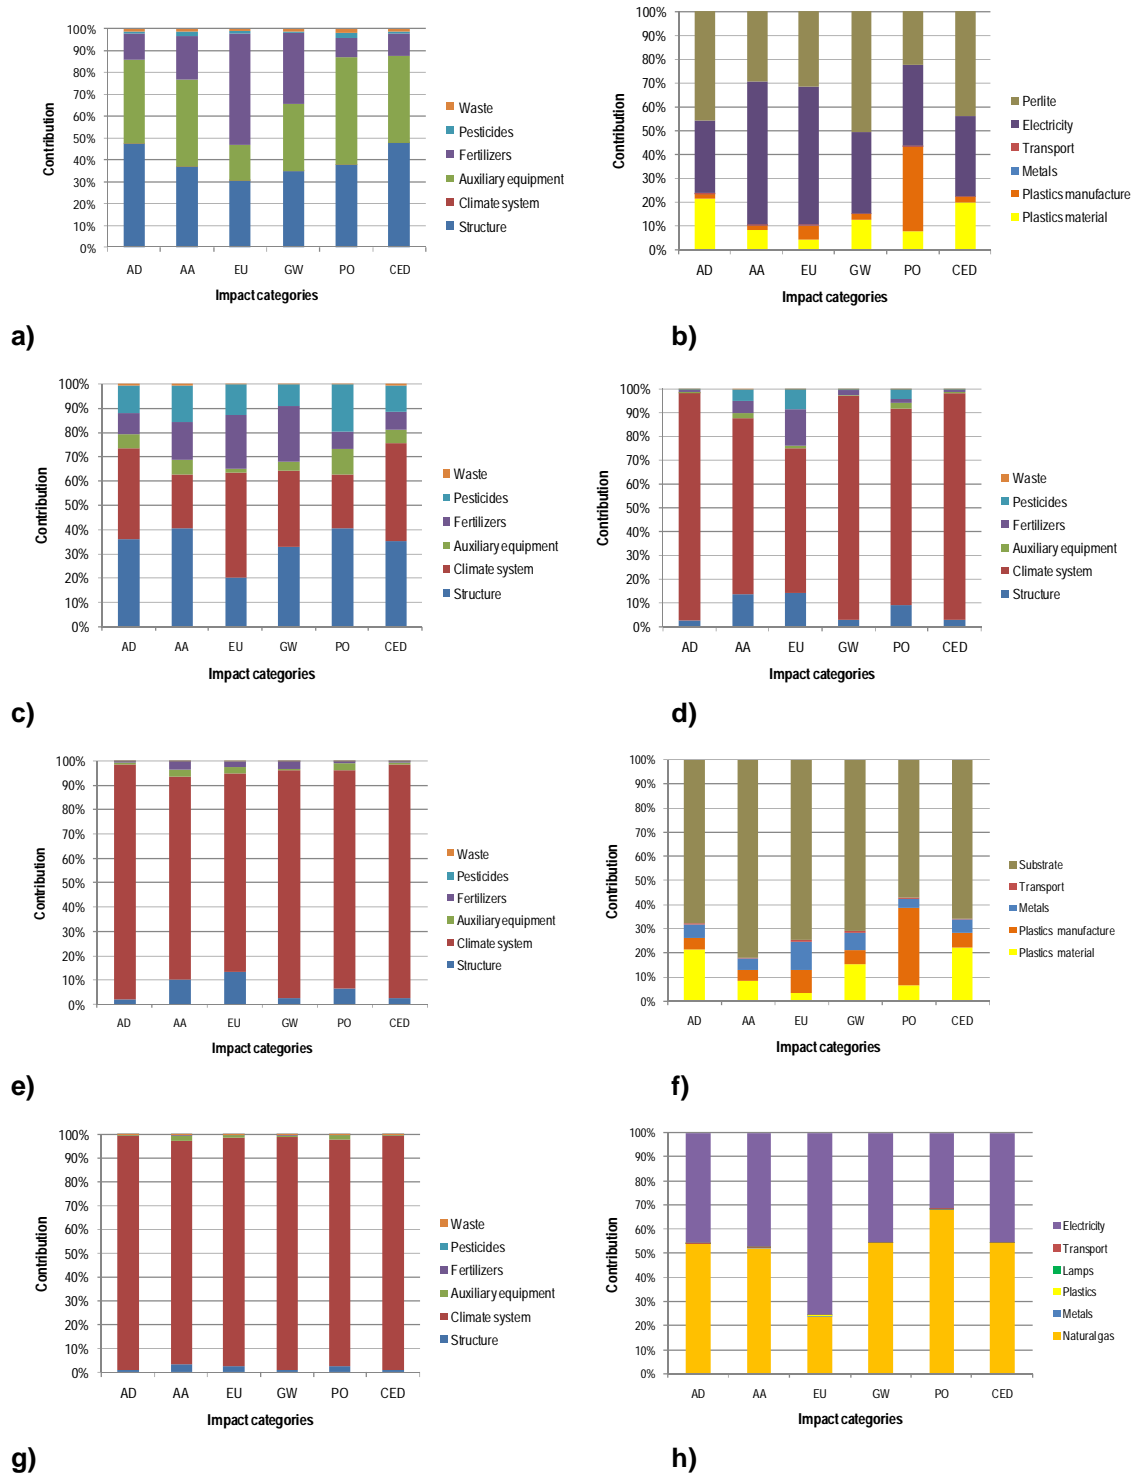 100%
90%
80%
70%
60%
50%
40%
30%
20%
10%
0%
Contribution
AD AA EU GW PO CED
Impact categories
Waste
Pesticides
Fertilizers
Auxiliary equipment
Climate system
Structure
a)
100%
90%
80%
70%
60%
50%
40%
30%
20%
10%
0%
Contribution
AD AA EU GW PO CED
Impact categories
Perlite
Electricity
Transport
Metals
Plastics manufacture
Plastics material
b)
100%
90%
80%
70%
60%
50%
40%
30%
20%
10%
0%
Contribution
AD AA EU GW PO CED
Impact categories
Waste
Pesticides
Fertilizers
Auxiliary equipment
Climate system
Structure
c)
100%
90%
80%
70%
60%
50%
40%
30%
20%
10%
0%
Contribution
AD AA EU GW PO CED
Impact categories
Waste
Pesticides
Fertilizers
Auxiliary equipment
Climate system
Structure
d)
100%
90%
80%
70%
60%
50%
40%
30%
20%
10%
0%
Contribution
AD AA EU GW PO CED
Impact categories
Waste
Pesticides
Fertilizers
Auxiliary equipment
Climate system
Structure
e)
100%
90%
80%
70%
60%
50%
40%
30%
20%
10%
0%
Contribution
AD AA EU GW PO CED
Impact categories
Substrate
Transport
Metals
Plastics manufacture
Plastics material
f)
100%
90%
80%
70%
60%
50%
40%
30%
20%
10%
0%
Contribution
AD AA EU GW PO CED
Impact categories
Waste
Pesticides
Fertilizers
Auxiliary equipment
Climate system
Structure
g)
100%
90%
80%
70%
60%
50%
40%
30%
20%
10%
0%
Contribution
AD AA EU GW PO CED
Impact categories
Electricity
Transport
Lamps
Plastics
Metals
Natural gas
h)